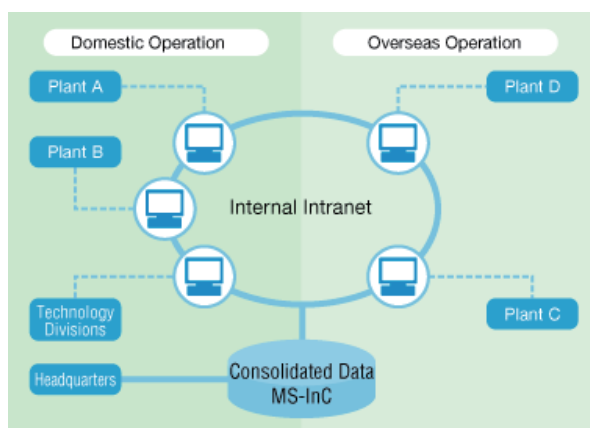 Domestic Operation
Overseas Operation
Plant A
Plant D
Plant B
Internal Intranet
Technology
Divisions
Plant C
Headquarters
Consolidated Data
MS-InC